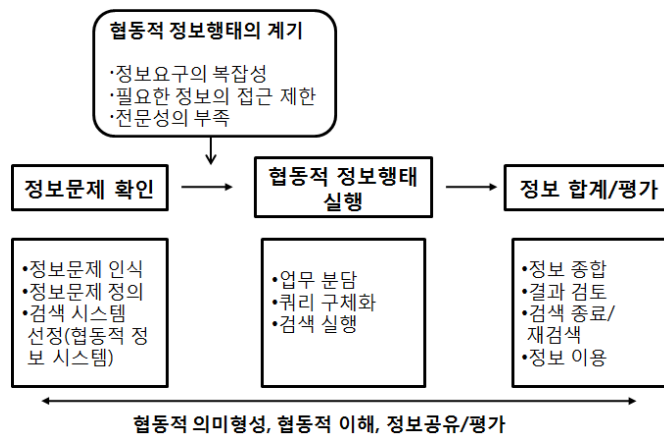 협동적 정보행태의 계기
·정보요구의 복잡성
·필요한 정보의 접근 제한
·전문성의 부족
정보문제 확인
협동적 정보행태
실행
정보 합계/평가
•정보문제 인식
•정보문제 정의
•검색 시스템
선정(협동적 정
보 시스템)
•업무 분담
•쿼리 구체화
•검색 실행
•정보 종합
•결과 검토
•검색 종료/
재검색
•정보 이용
협동적 의미형성, 협동적 이해, 정보공유/평가